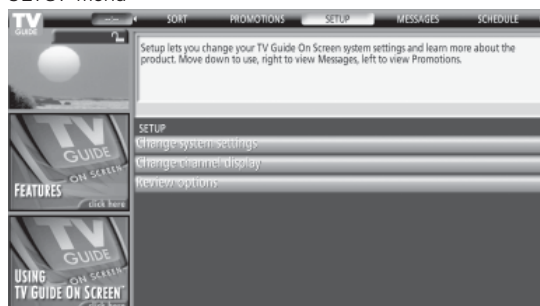 SETUP menu
TV GUIDE
SORT PROMOTIONS SETUP MESSAGES SCHEDULE
Setup lets you change your TV Guide On Screen system settings and learn more about the
product. Move down to use, right to view Messages, left to view Promotions.
SETUP
Change system settings
Change channel display
Review options
TV
GUIDE
ON SCREEN
FEATURES
click here
TV
GUIDE
ON SCREEN
USING
TV GUIDE ON SCREEN™
click here